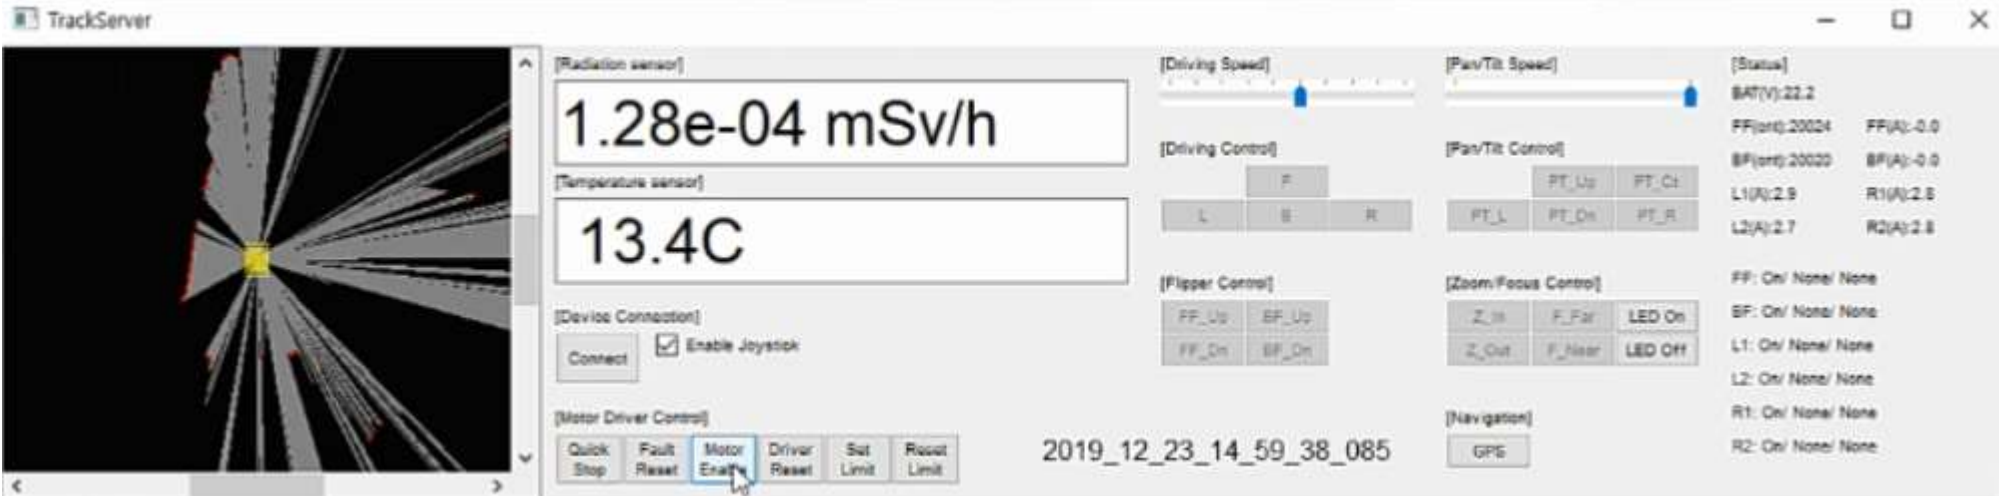 TrackServer
[Radiation sensor]
1.28e-04 mSv/h
[Temperature sensor]
13.4C
[Device Connection]
Connect
Enable Joystick
[Motor Driver Control]
Quick Stop
Fault Reset
Motor Enable
Driver Reset
Set Limit
Reset Limit
2019_12_23_14_59_38_085
[Driving Speed]
[Driving Control]
F
L B R
[Flipper Control]
FF_Up BF_Up
FF_Dn BF_Dn
[Pan/Tilt Speed]
[Pan/Tilt Control]
PT_Up PT_Ct
PT_L PT_Dn PT_R
[Zoom/Focus Control]
Z_In F_Far LED On
Z_Out F_Near LED Off
[Navigation]
GPS
[Status]
BAT(V):22.2
FF(cnt):20024 FF(A):-0.0
BF(cnt):20020 BF(A):-0.0
L1(A):2.9 R1(A):2.8
L2(A):2.7 R2(A):2.8
FF: On/ None/ None
BF: On/ None/ None
L1: On/ None/ None
L2: On/ None/ None
R1: On/ None/ None
R2: On/ None/ None